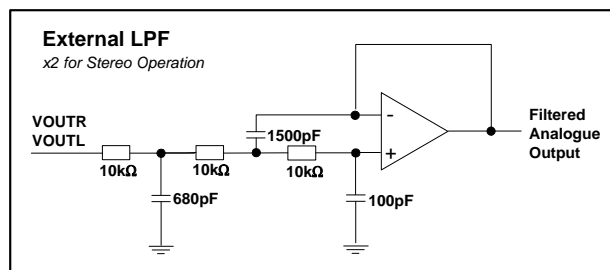 External LPF
x2 for Stereo Operation
VOUTR
VOUTL
10kΩ
10kΩ
1500pF
10kΩ
680pF
100pF
-
+
Filtered
Analogue
Output